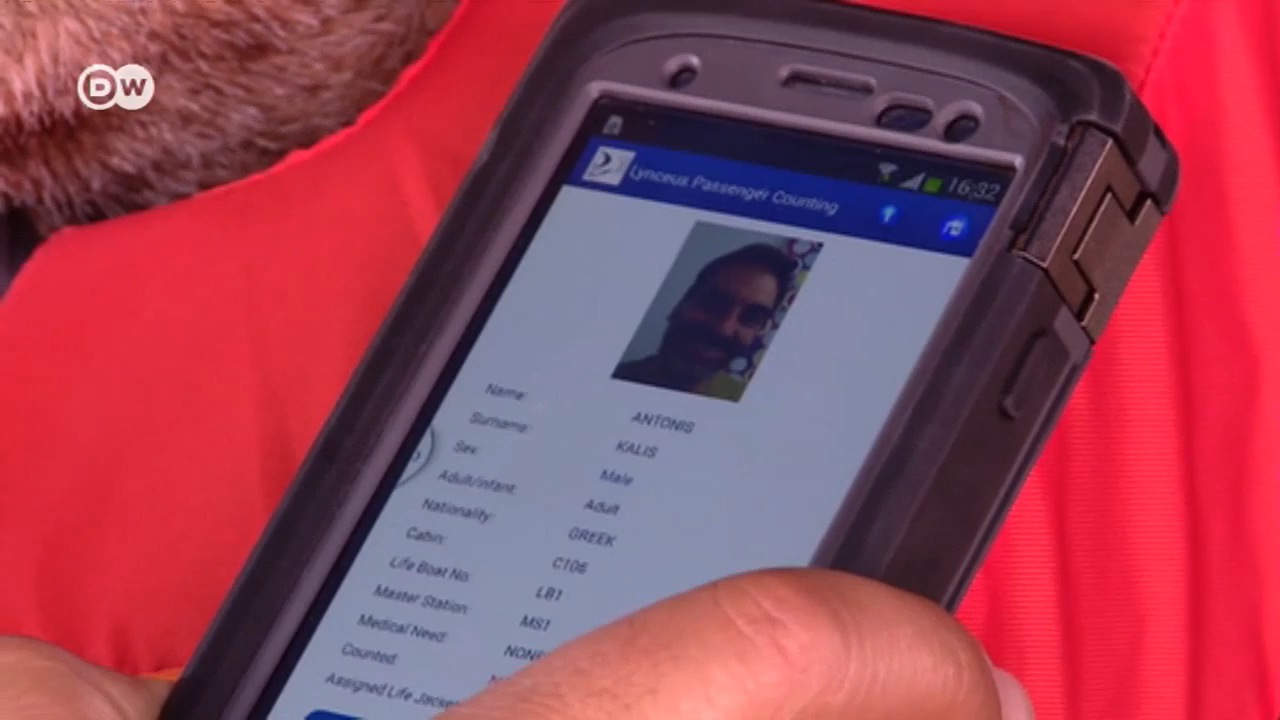 DW
16:32
Lynceus Passenger Counting
Name: ANTONIS
Surname: KALIS
Sex: Male
Adult/infant: Adult
Nationality: GREEK
Cabin: C106
Life Boat No: LB1
Master Station: MS1
Medical Need:
Counted:
Assigned Life